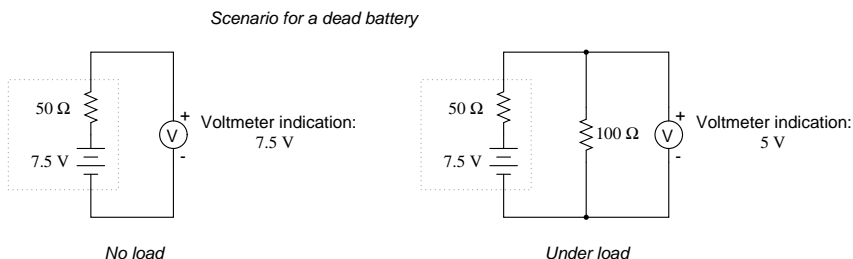 Scenario for a dead battery
50 Ω
7.5 V
V
+
-
Voltmeter indication:
7.5 V
No load
50 Ω
7.5 V
100 Ω
V
+
-
Voltmeter indication:
5 V
Under load